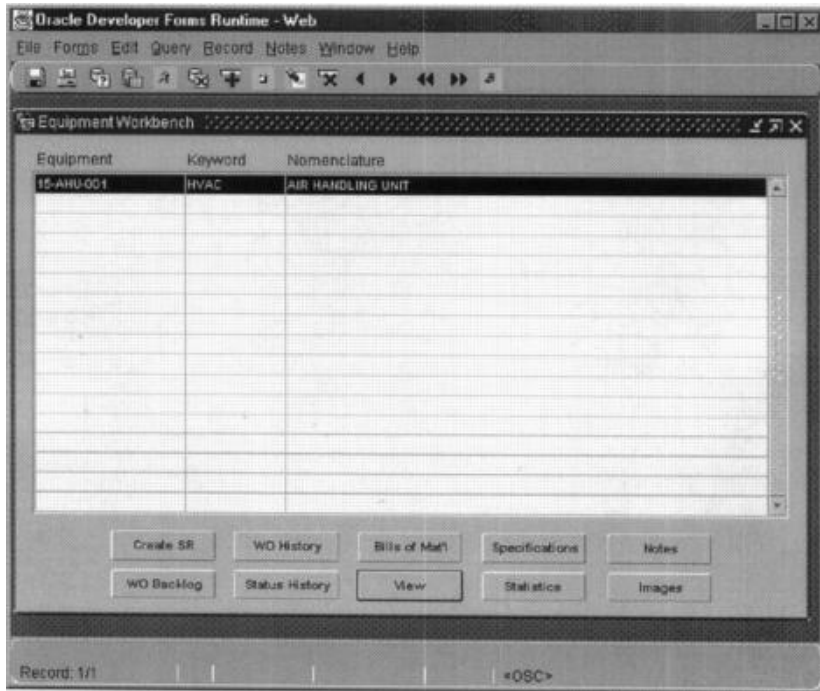 Oracle Developer Forms Runtime - Web
File Forms Edit Query Record Notes Window Help
Equipment Workbench
Equipment Keyword Nomenclature
15-AHU-001 HVAC AIR HANDLING UNIT
Create SR WO History Bills of Mat'l Specifications Notes
WO Backlog Status History View Statistics Images
Record: 1/1 <OSC>